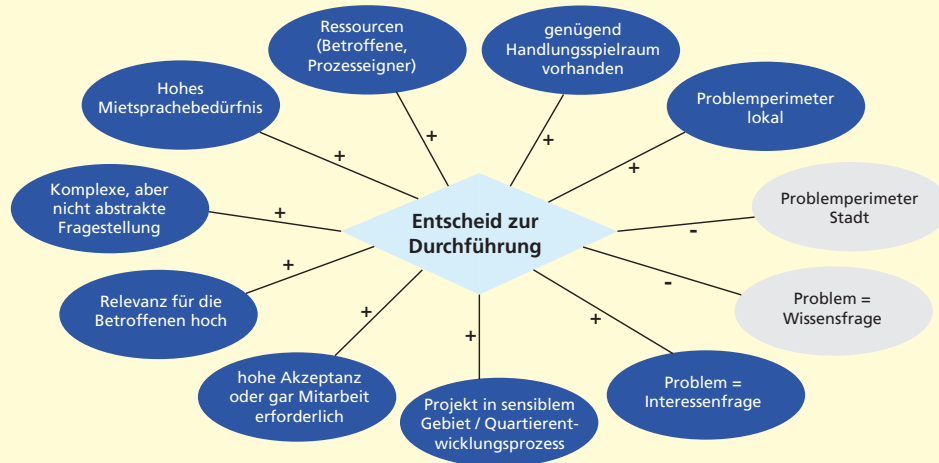 Ressourcen
(Betroffene,
Prozesseigner)
+
genügend
Handlungsspielraum
vorhanden
+
Problemperimeter
lokal
+
Problemperimeter
Stadt
-
Problem =
Wissensfrage
-
Problem =
Interessenfrage
+
Projekt in sensiblem
Gebiet / Quartierent-
wicklungsprozess
+
hohe Akzeptanz
oder gar Mitarbeit
erforderlich
+
Relevanz für die
Betroffenen hoch
+
Komplexe, aber
nicht abstrakte
Fragestellung
+
Hohes
Mietsprachebedürfnis
+
Entscheid zur
Durchführung